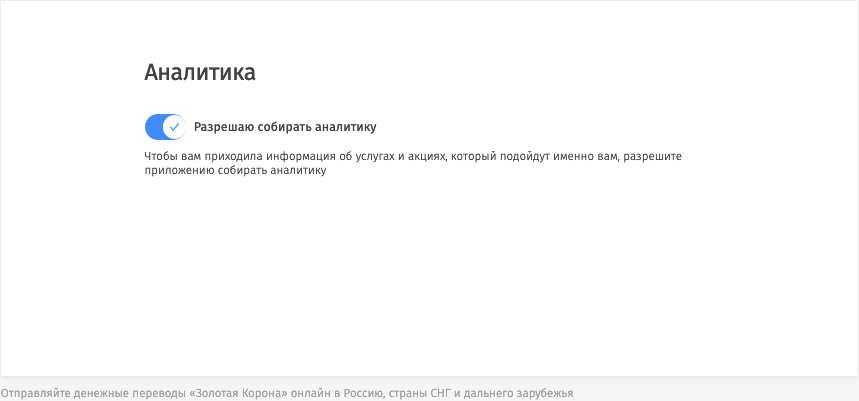 Аналитика
Разрешаю собирать аналитику
Чтобы вам приходила информация об услугах и акциях, который подойдут именно вам, разрешите
приложению собирать аналитику
Отправляйте денежные переводы «Золотая Корона» онлайн в Россию, страны СНГ и дальнего зарубежья